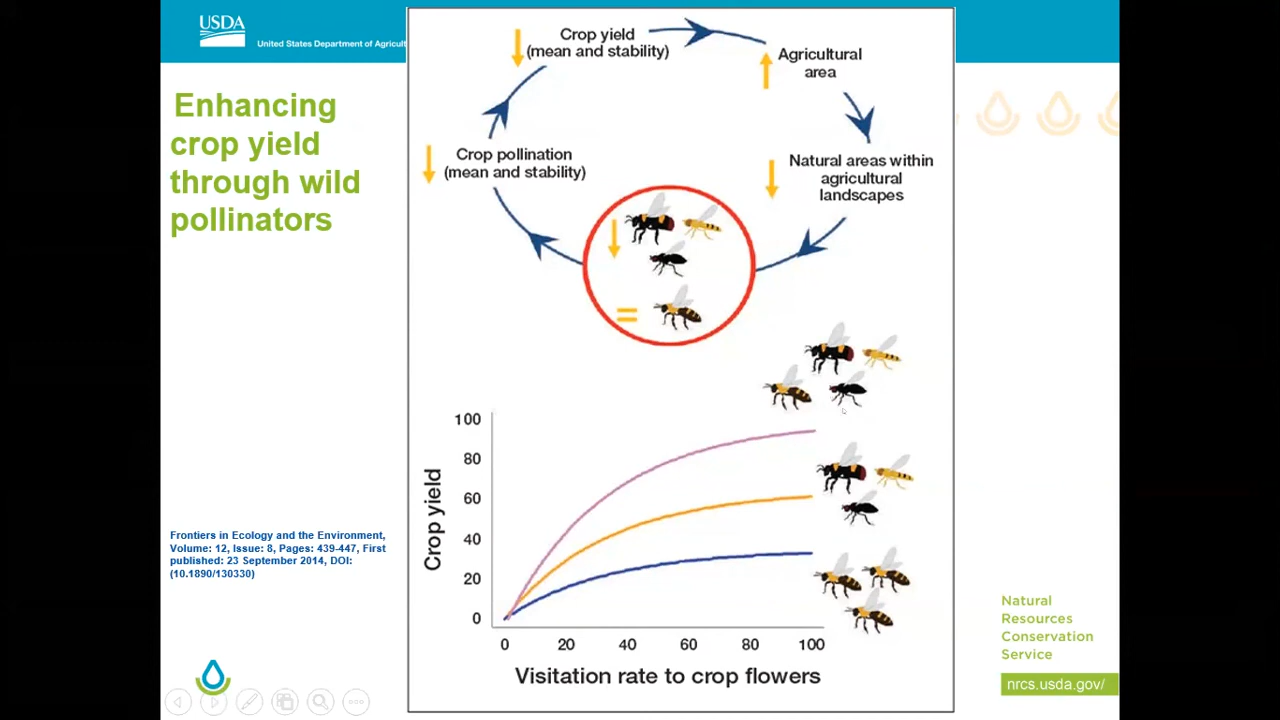 USDA
United States Department of Agricult
Enhancing
crop yield
through wild
pollinators
Crop yield
(mean and stability)
Agricultural
area
Natural areas within
agricultural
landscapes
Crop pollination
(mean and stability)
=
Crop yield
100
80
60
40
20
0
0 20 40 60 80 100
Visitation rate to crop flowers
Frontiers in Ecology and the Environment,
Volume: 12, Issue: 8, Pages: 439-447, First
published: 23 September 2014, DOI:
(10.1890/130330)
Natural
Resources
Conservation
Service
nrcs.usda.gov/